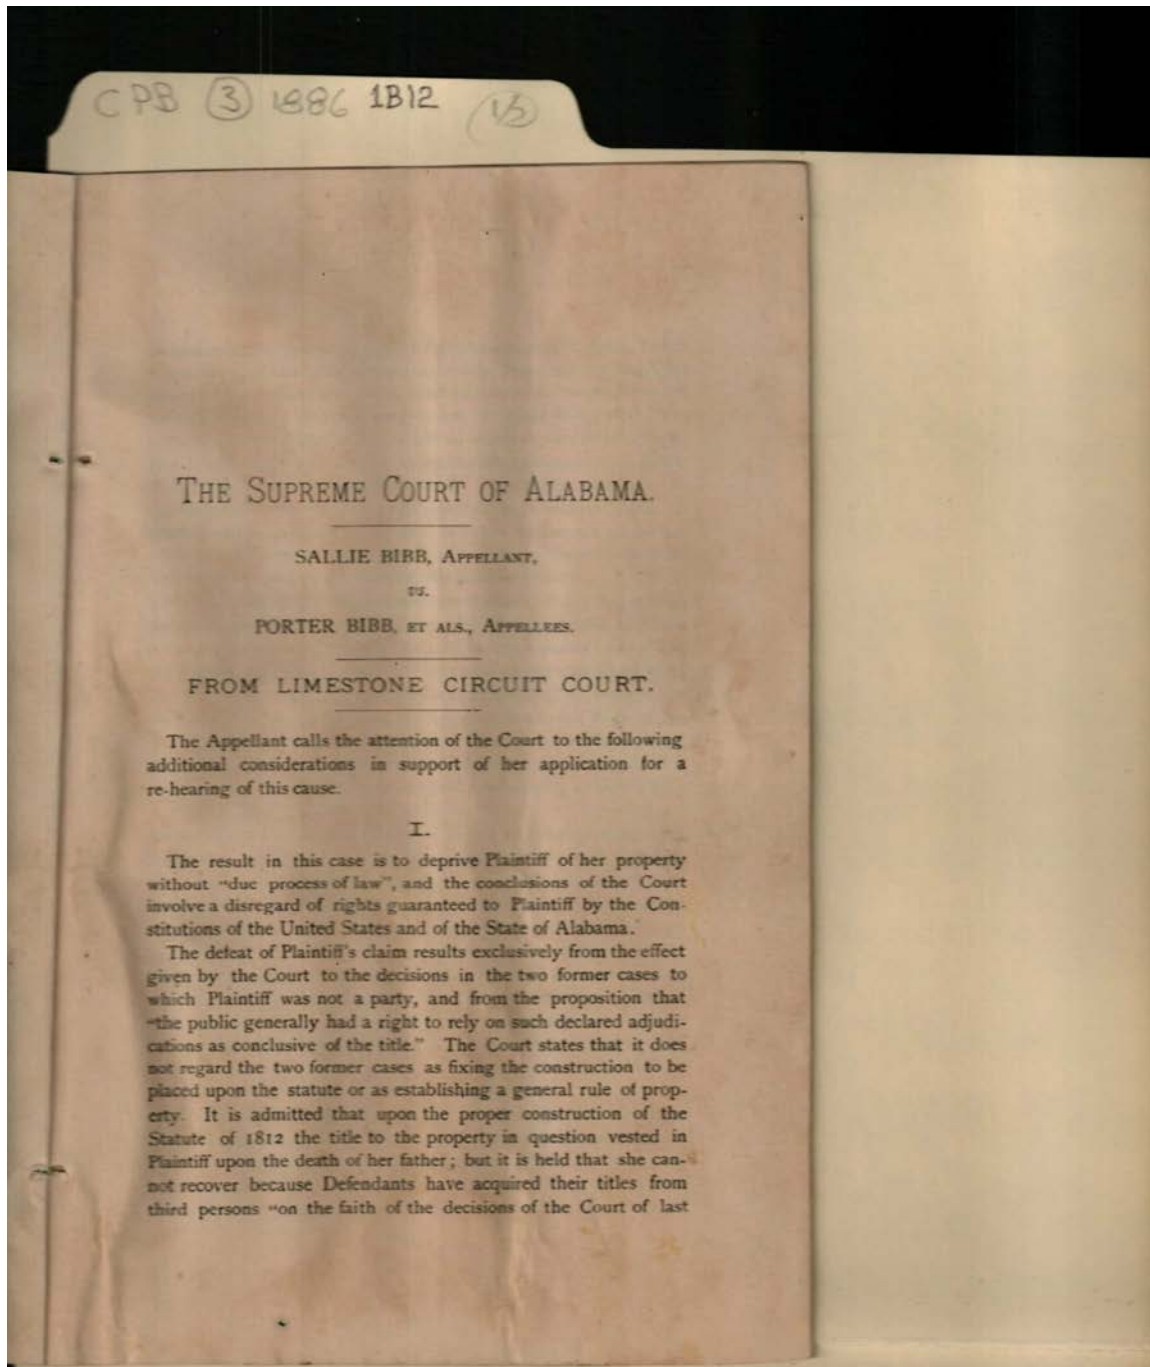 CPB 3 1886 1B12 (1/2)
THE SUPREME COURT OF ALABAMA.
SALLIE BIBB, APPELLANT,
vs.
PORTER BIBB, ET ALS., APPELLEES.
FROM LIMESTONE CIRCUIT COURT.
The Appellant calls the attention of the Court to the following
additional considerations in support of her application for a
re-hearing of this cause.
I.
The result in this case is to deprive Plaintiff of her property
without "due process of law", and the conclusions of the Court
involve a disregard of rights guaranteed to Plaintiff by the Con-
stitutions of the United States and of the State of Alabama.
The defeat of Plaintiff's claim results exclusively from the effect
given by the Court to the decisions in the two former cases to
which Plaintiff was not a party, and from the proposition that
"the public generally had a right to rely on such declared adjudi-
cations as conclusive of the title." The Court states that it does
not regard the two former cases as fixing the construction to be
placed upon the statute or as establishing a general rule of prop-
erty. It is admitted that upon the proper construction of the
Statute of 1812 the title to the property in question vested in
Plaintiff upon the death of her father; but it is held that she can-
not recover because Defendants have acquired their titles from
third persons "on the faith of the decisions of the Court of last